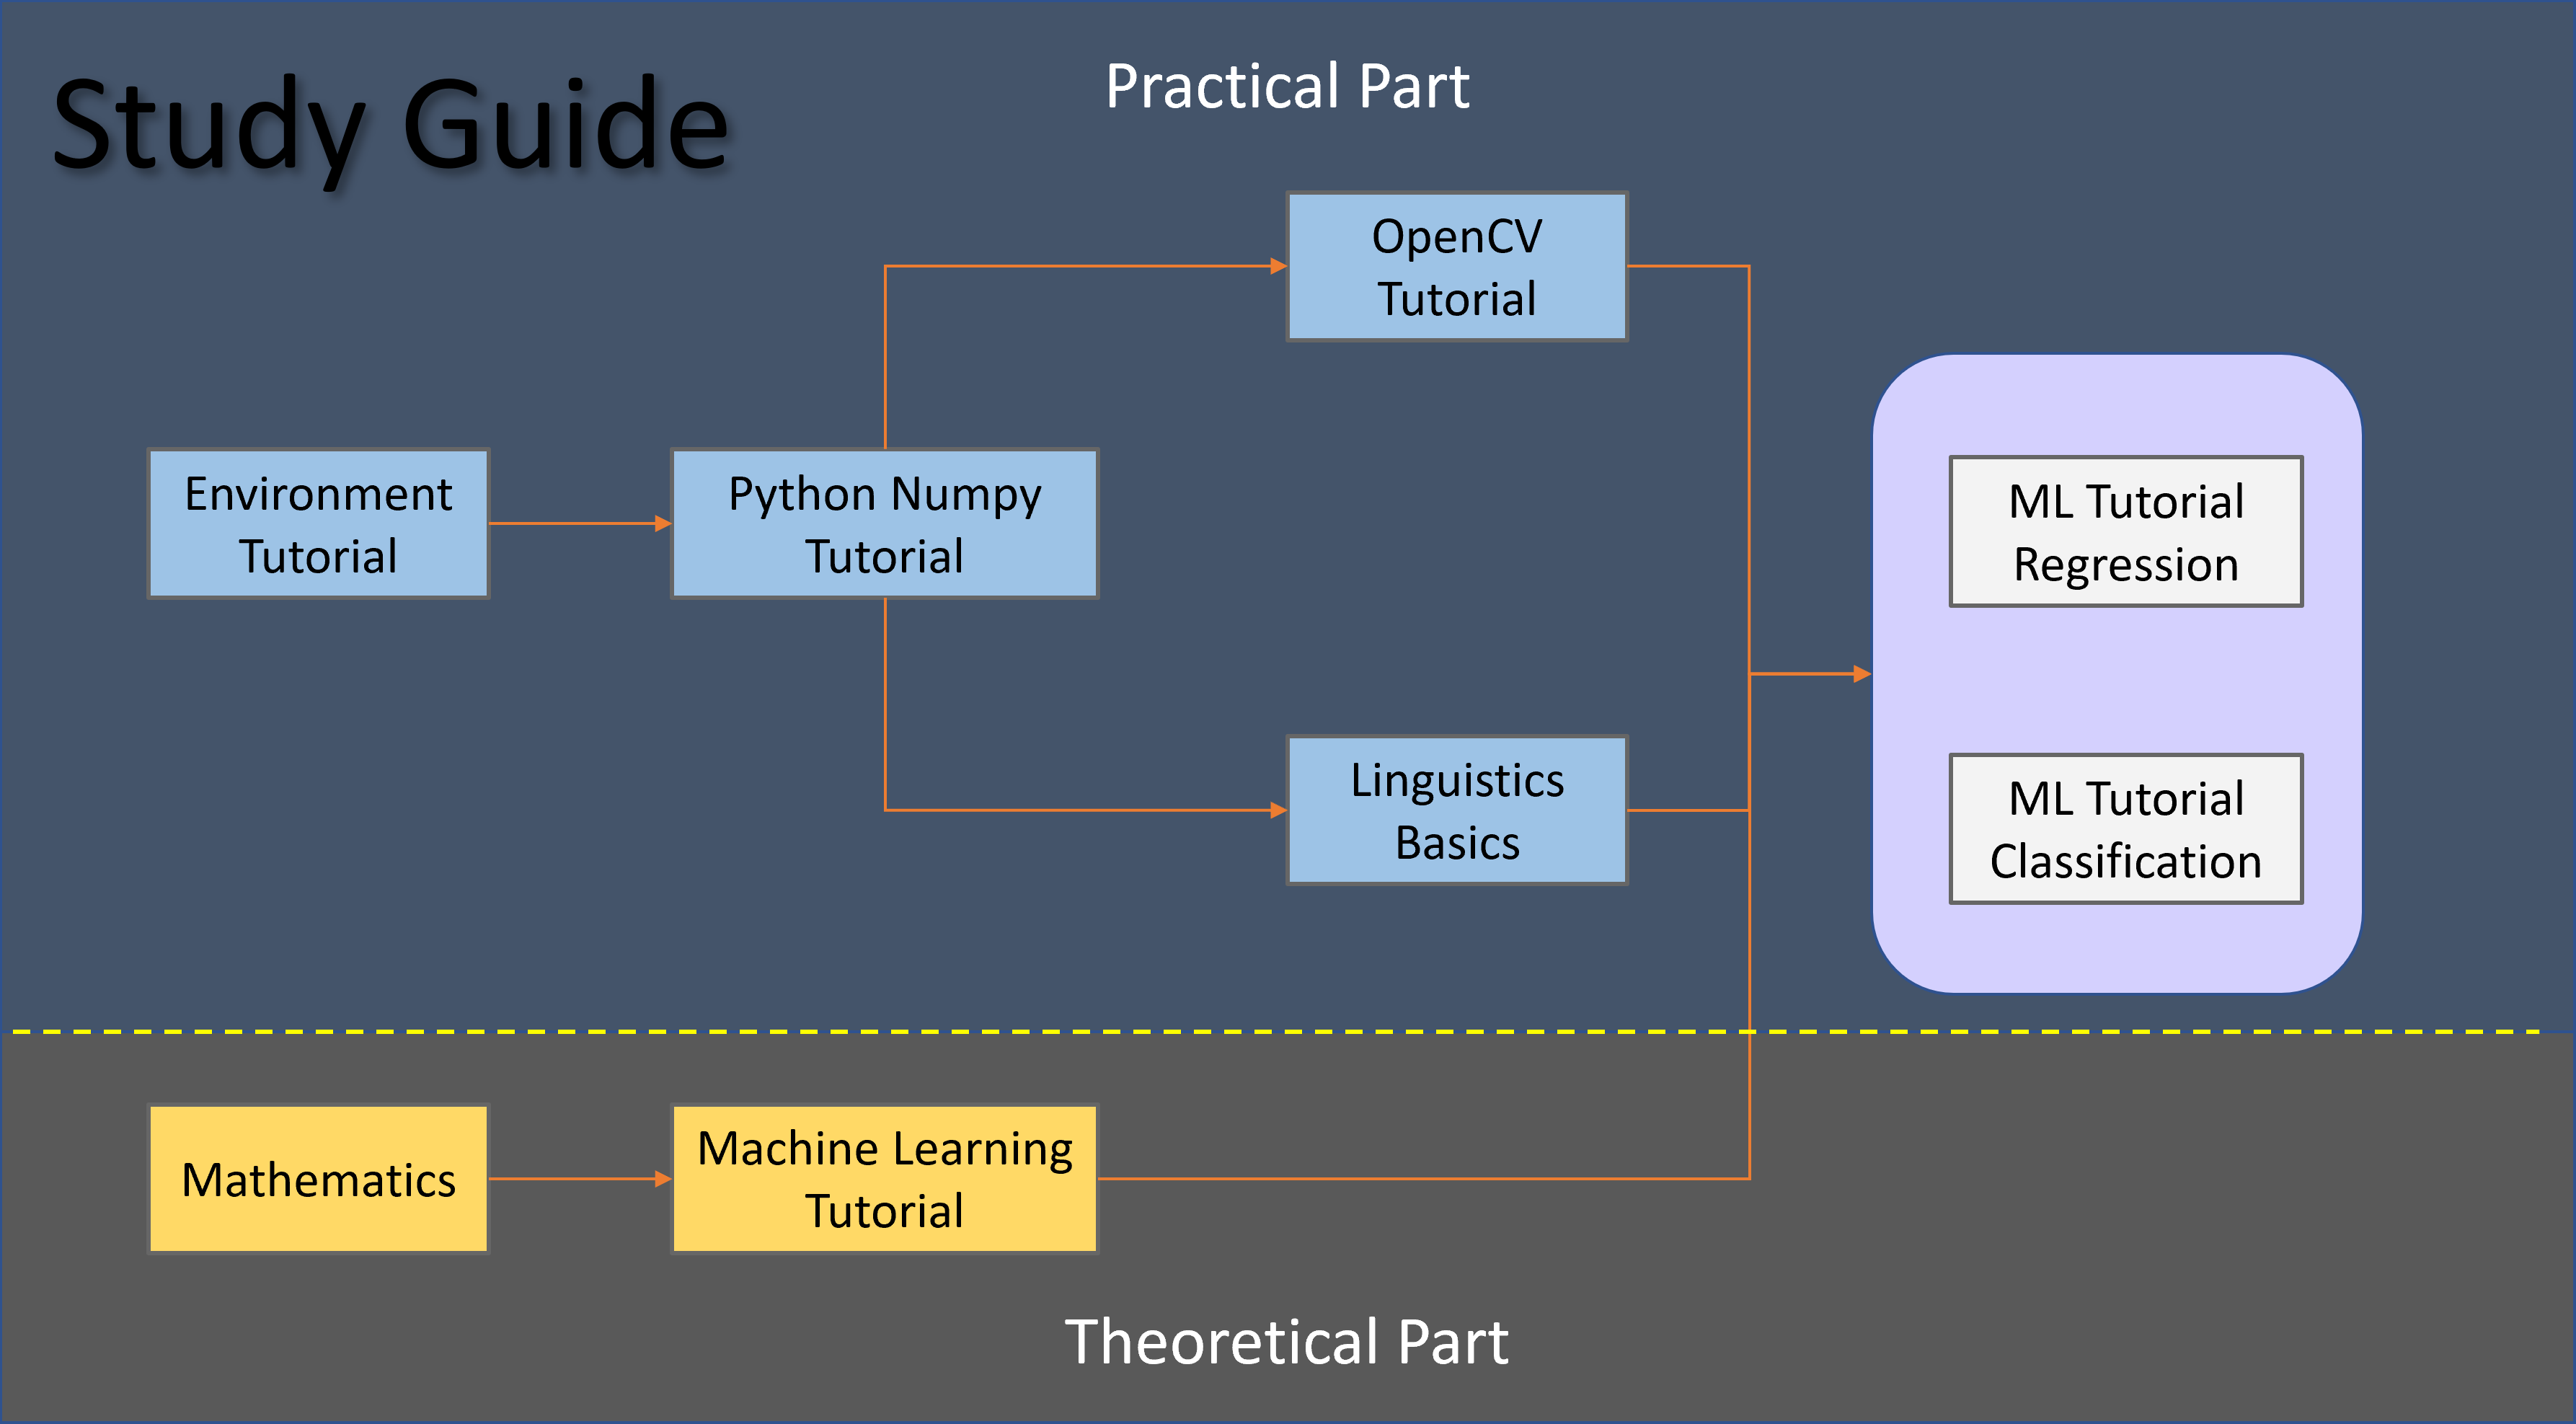 Study Guide
Practical Part
OpenCV
Tutorial
Environment
Tutorial
Python Numpy
Tutorial
ML Tutorial
Regression
Linguistics
Basics
ML Tutorial
Classification
Mathematics
Machine Learning
Tutorial
Theoretical Part